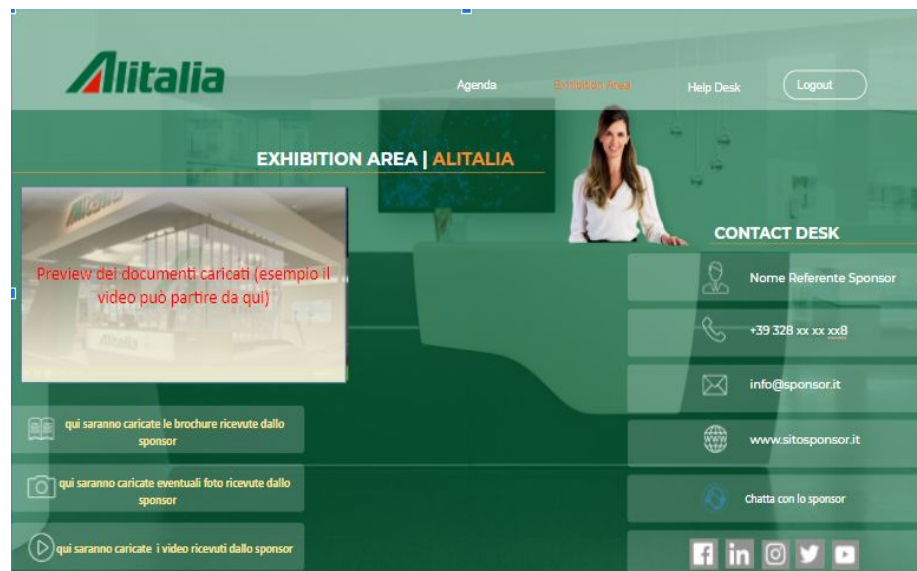 Alitalia
Agenda
Exhibition Area
Help Desk
Logout
EXHIBITION AREA | ALITALIA
Alitalia
Preview dei documenti caricati (esempio il
video può partire da qui)
Alitalia
CONTACT DESK
Nome Referente Sponsor
+39 328 xx xx xx8
info@sponsor.it
WWW
www.sitosponsor.it
Chatta con lo sponsor
qui saranno caricate le brochure ricevute dallo
sponsor
qui saranno caricate eventuali foto ricevute dallo
sponsor
qui saranno caricate i video ricevuti dallo sponsor